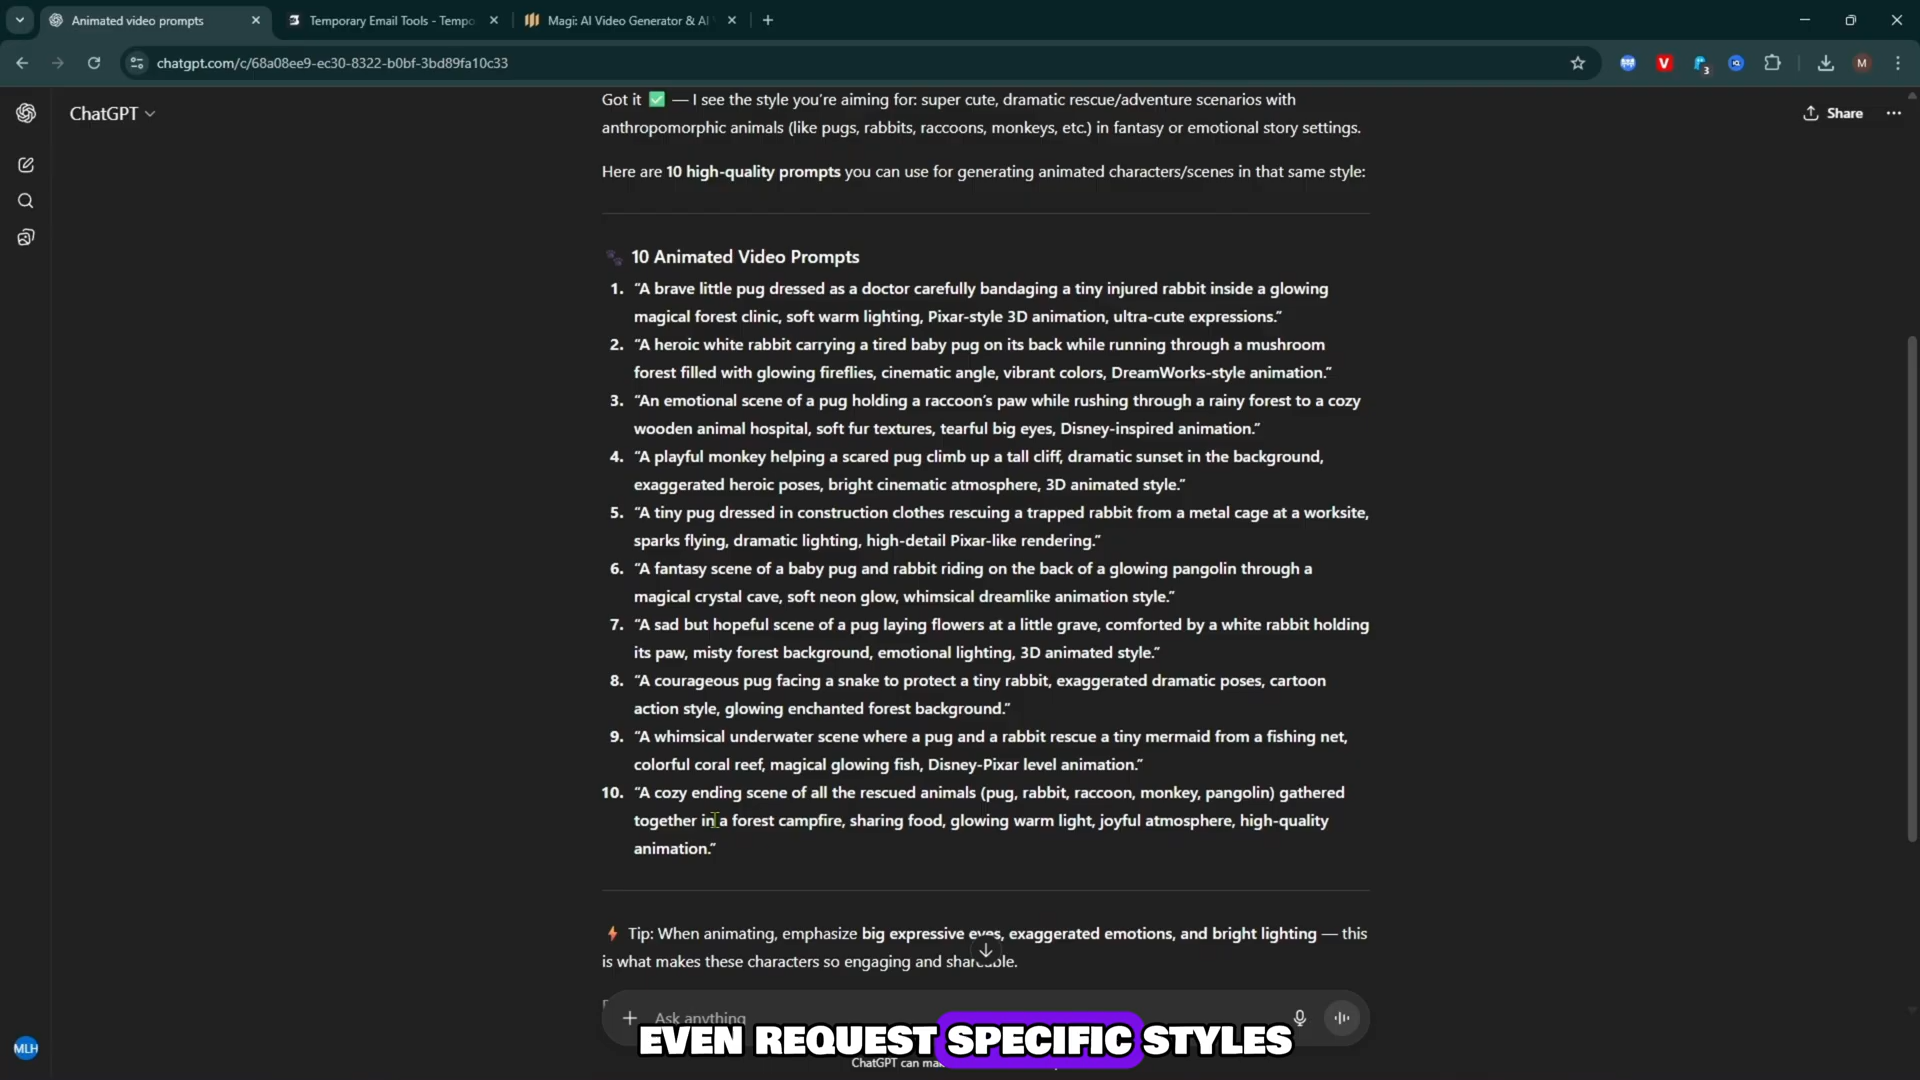 Animated video prompts
Temporary Email Tools - Tempo
Magi: AI Video Generator & AI
chatgpt.com/c/68a08ee9-ec30-8322-b0bf-3bd89fa10c33
V
3
M
ChatGPT
Share
Got it ✅ — I see the style you’re aiming for: super cute, dramatic rescue/adventure scenarios with
anthropomorphic animals (like pugs, rabbits, raccoons, monkeys, etc.) in fantasy or emotional story settings.
Here are 10 high-quality prompts you can use for generating animated characters/scenes in that same style:
🐾 10 Animated Video Prompts
1. “A brave little pug dressed as a doctor carefully bandaging a tiny injured rabbit inside a glowing
magical forest clinic, soft warm lighting, Pixar-style 3D animation, ultra-cute expressions.”
2. “A heroic white rabbit carrying a tired baby pug on its back while running through a mushroom
forest filled with glowing fireflies, cinematic angle, vibrant colors, DreamWorks-style animation.”
3. “An emotional scene of a pug holding a raccoon’s paw while rushing through a rainy forest to a cozy
wooden animal hospital, soft fur textures, tearful big eyes, Disney-inspired animation.”
4. “A playful monkey helping a scared pug climb up a tall cliff, dramatic sunset in the background,
exaggerated heroic poses, bright cinematic atmosphere, 3D animated style.”
5. “A tiny pug dressed in construction clothes rescuing a trapped rabbit from a metal cage at a worksite,
sparks flying, dramatic lighting, high-detail Pixar-like rendering.”
6. “A fantasy scene of a baby pug and rabbit riding on the back of a glowing pangolin through a
magical crystal cave, soft neon glow, whimsical dreamlike animation style.”
7. “A sad but hopeful scene of a pug laying flowers at a little grave, comforted by a white rabbit holding
its paw, misty forest background, emotional lighting, 3D animated style.”
8. “A courageous pug facing a snake to protect a tiny rabbit, exaggerated dramatic poses, cartoon
action style, glowing enchanted forest background.”
9. “A whimsical underwater scene where a pug and a rabbit rescue a tiny mermaid from a fishing net,
colorful coral reef, magical glowing fish, Disney-Pixar level animation.”
10. “A cozy ending scene of all the rescued animals (pug, rabbit, raccoon, monkey, pangolin) gathered
together in a forest campfire, sharing food, glowing warm light, joyful atmosphere, high-quality
animation.”
⚡ Tip: When animating, emphasize big expressive eyes, exaggerated emotions, and bright lighting — this
is what makes these characters so engaging and shareable.
Ask anything
EVEN REQUEST SPECIFIC STYLES
MLH
ChatGPT can